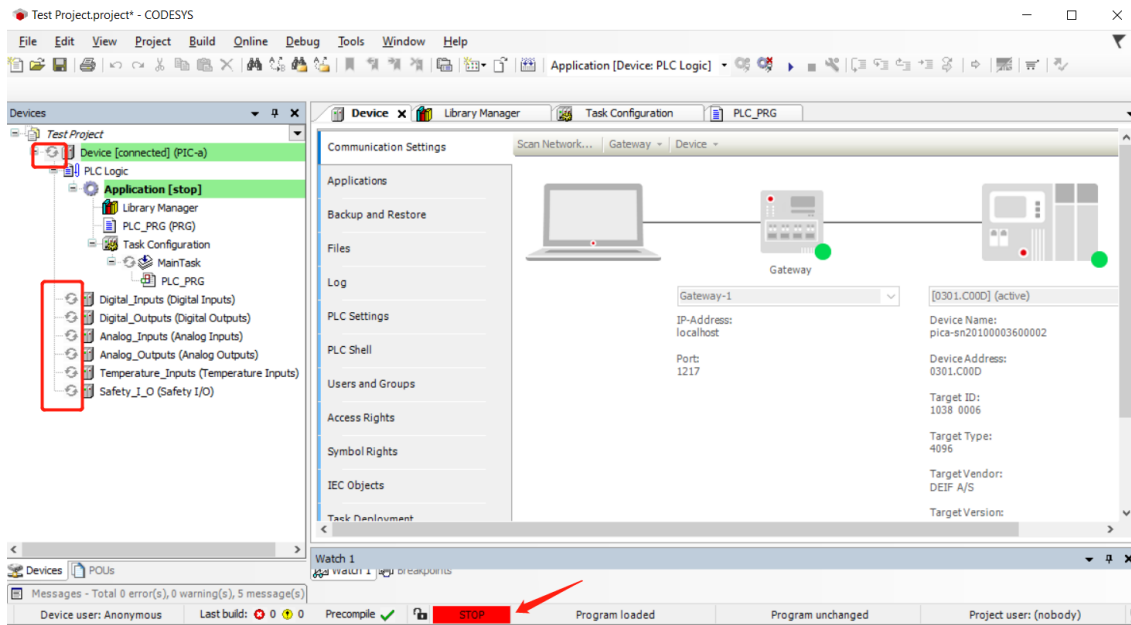 Test Project.project* - CODESYS
File Edit View Project Build Online Debug Tools Window Help
Application [Device: PLC Logic]
Devices
Test Project
Device [connected] (PIC-a)
PLC Logic
Application [stop]
Library Manager
PLC_PRG (PRG)
Task Configuration
MainTask
PLC_PRG
Digital_Inputs (Digital Inputs)
Digital_Outputs (Digital Outputs)
Analog_Inputs (Analog Inputs)
Analog_Outputs (Analog Outputs)
Temperature_Inputs (Temperature Inputs)
Safety_I_O (Safety I/O)
Devices POUs
Device Library Manager Task Configuration PLC_PRG
Communication Settings
Applications
Backup and Restore
Files
Log
PLC Settings
PLC Shell
Users and Groups
Access Rights
Symbol Rights
IEC Objects
Task Deployment
Scan Network... Gateway Device
Gateway
Gateway-1
IP-Address:
localhost
Port:
1217
[0301.C00D] (active)
Device Name:
pica-sn20100003600002
Device Address:
0301.C00D
Target ID:
1038 0006
Target Type:
4096
Target Vendor:
DEIF A/S
Target Version:
Watch 1
Watch 1 Breakpoints
Messages - Total 0 error(s), 0 warning(s), 5 message(s)
Device user: Anonymous Last build: 0 0 Precompile STOP Program loaded Program unchanged Project user: (nobody)